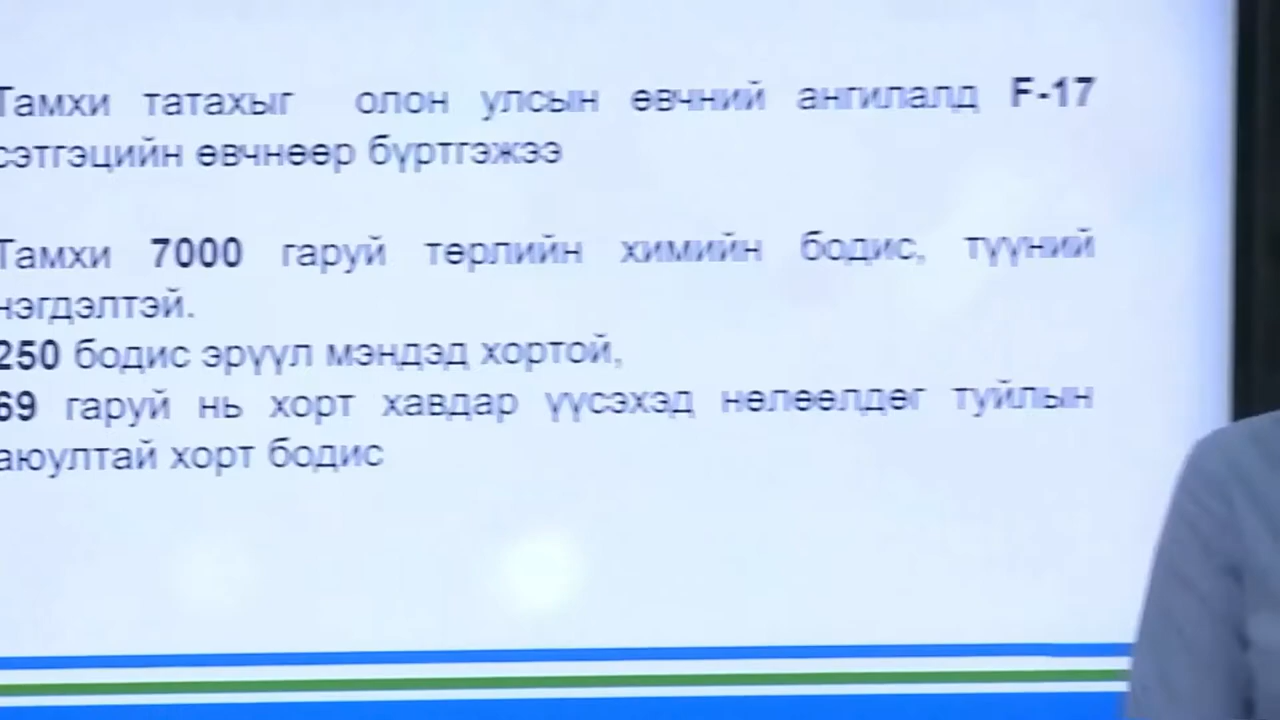 Тамхи татахыг олон улсын өвчний ангилалд F-17
сэтгэцийн өвчнөөр бүртгэжээ
Тамхи 7000 гаруй төрлийн химийн бодис, түүний
нэгдэлтэй.
250 бодис эрүүл мэндэд хортой,
69 гаруй нь хорт хавдар үүсэхэд нөлөөлдөг туйлын
аюултай хорт бодис